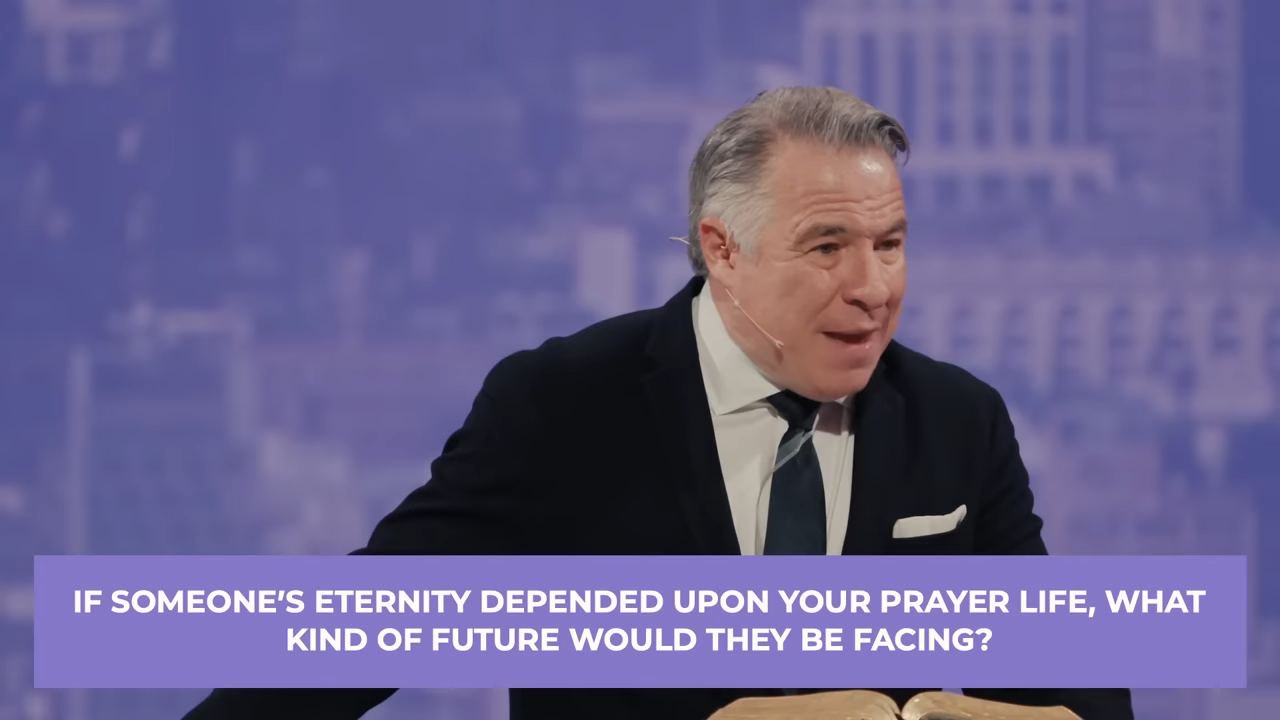 IF SOMEONE'S ETERNITY DEPENDED UPON YOUR PRAYER LIFE, WHAT
KIND OF FUTURE WOULD THEY BE FACING?